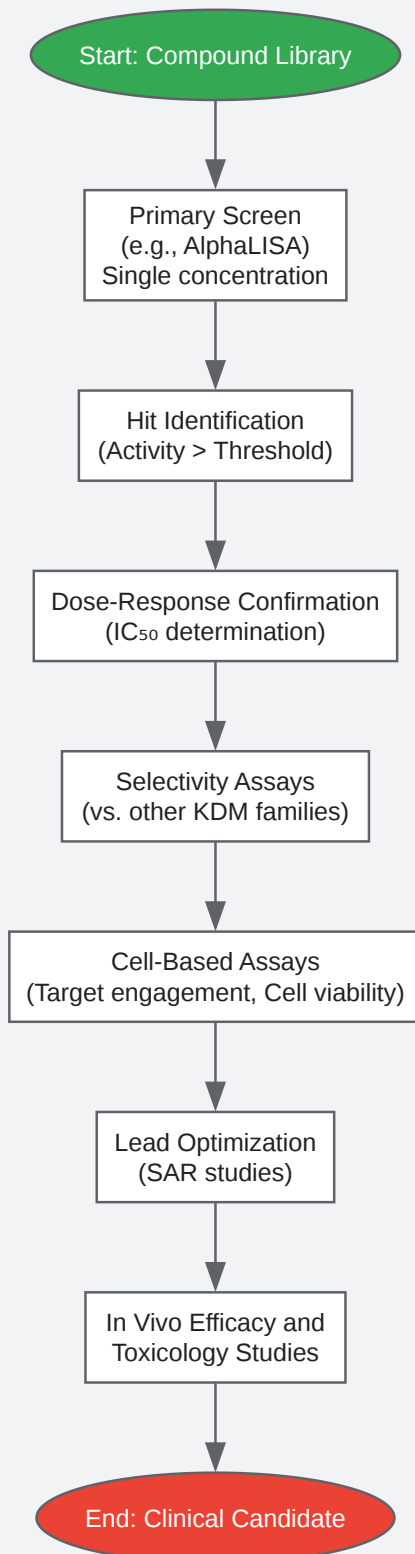 Start: Compound Library
Primary Screen
(e.g., AlphaLISA)
Single concentration
Hit Identification
(Activity > Threshold)
Dose-Response Confirmation
(IC₅₀ determination)
Selectivity Assays
(vs. other KDM families)
Cell-Based Assays
(Target engagement, Cell viability)
Lead Optimization
(SAR studies)
In Vivo Efficacy and
Toxicology Studies
End: Clinical Candidate